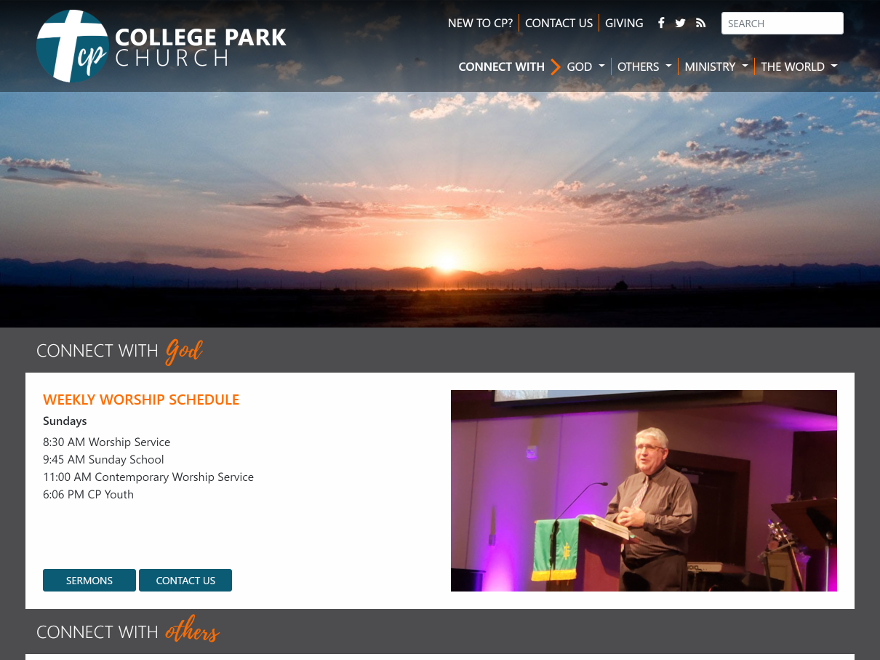 COLLEGE PARK
CHURCH
cp
NEW TO CP?
CONTACT US
GIVING
SEARCH
CONNECT WITH
GOD
OTHERS
MINISTRY
THE WORLD
CONNECT WITH God
WEEKLY WORSHIP SCHEDULE
Sundays
8:30 AM Worship Service
9:45 AM Sunday School
11:00 AM Contemporary Worship Service
6:06 PM CP Youth
SERMONS
CONTACT US
CONNECT WITH others